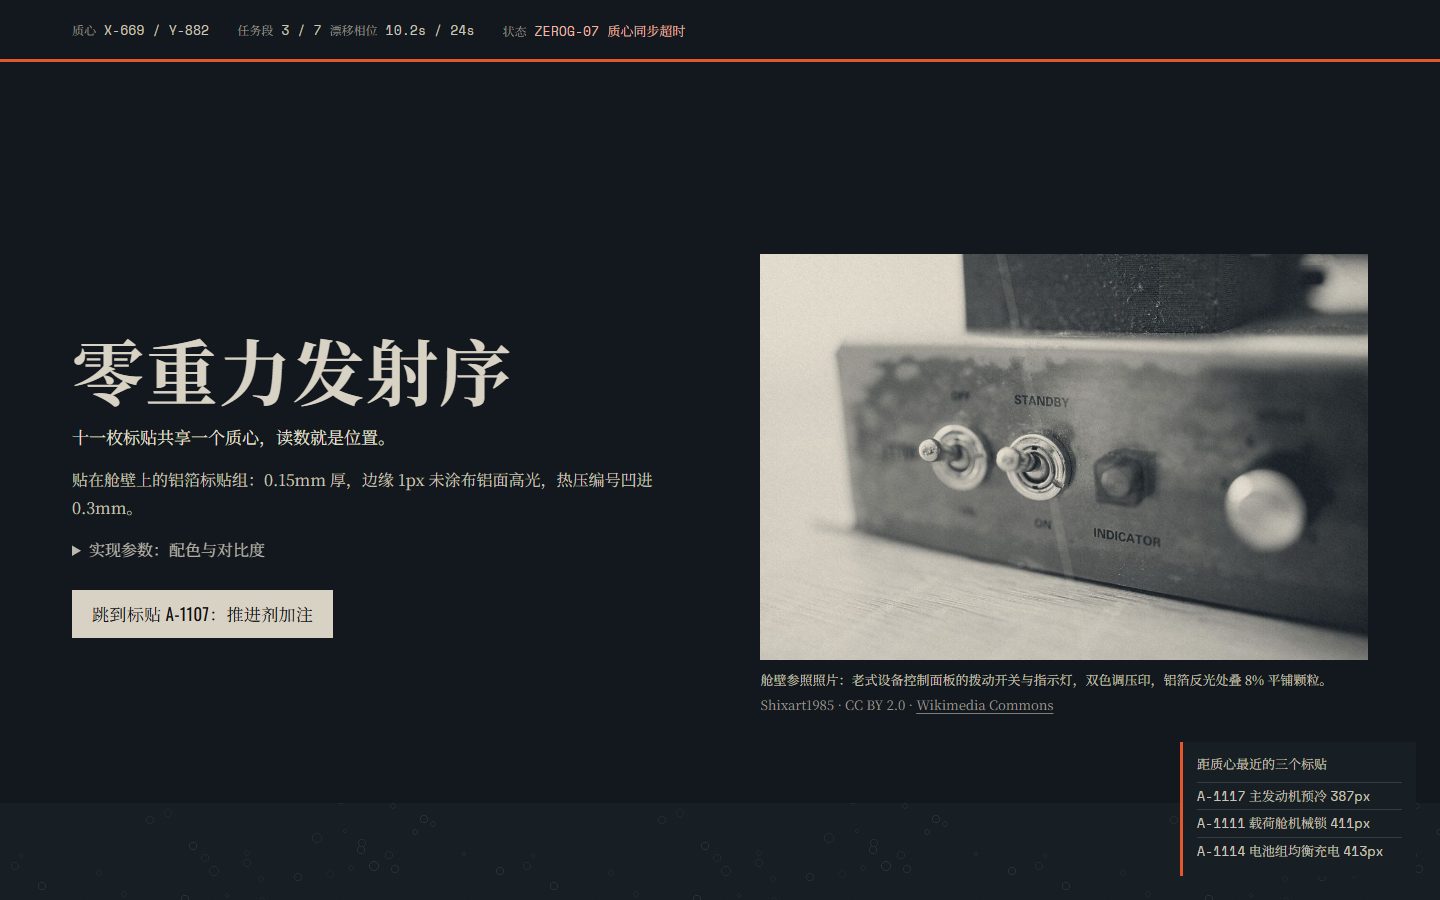 质心 X-669 / Y-882 任务段 3 / 7 漂移相位 10.2s / 24s 状态 ZEROG-07 质心同步超时
零重力发射序
十一枚标贴共享一个质心，读数就是位置。
贴在舱壁上的铝箔标贴组：0.15mm 厚，边缘 1px 未涂布铝面高光，热压编号凹进
0.3mm。
▶ 实现参数：配色与对比度
跳到标贴 A-1107：推进剂加注
OFF
STANDBY
ON
INDICATOR
舱壁参照照片：老式设备控制面板的拨动开关与指示灯，双色调压印，铝箔反光处叠 8% 平铺颗粒。
Shixart1985 · CC BY 2.0 · Wikimedia Commons
距质心最近的三个标贴
A-1117 主发动机预冷 387px
A-1111 载荷舱机械锁 411px
A-1114 电池组均衡充电 413px